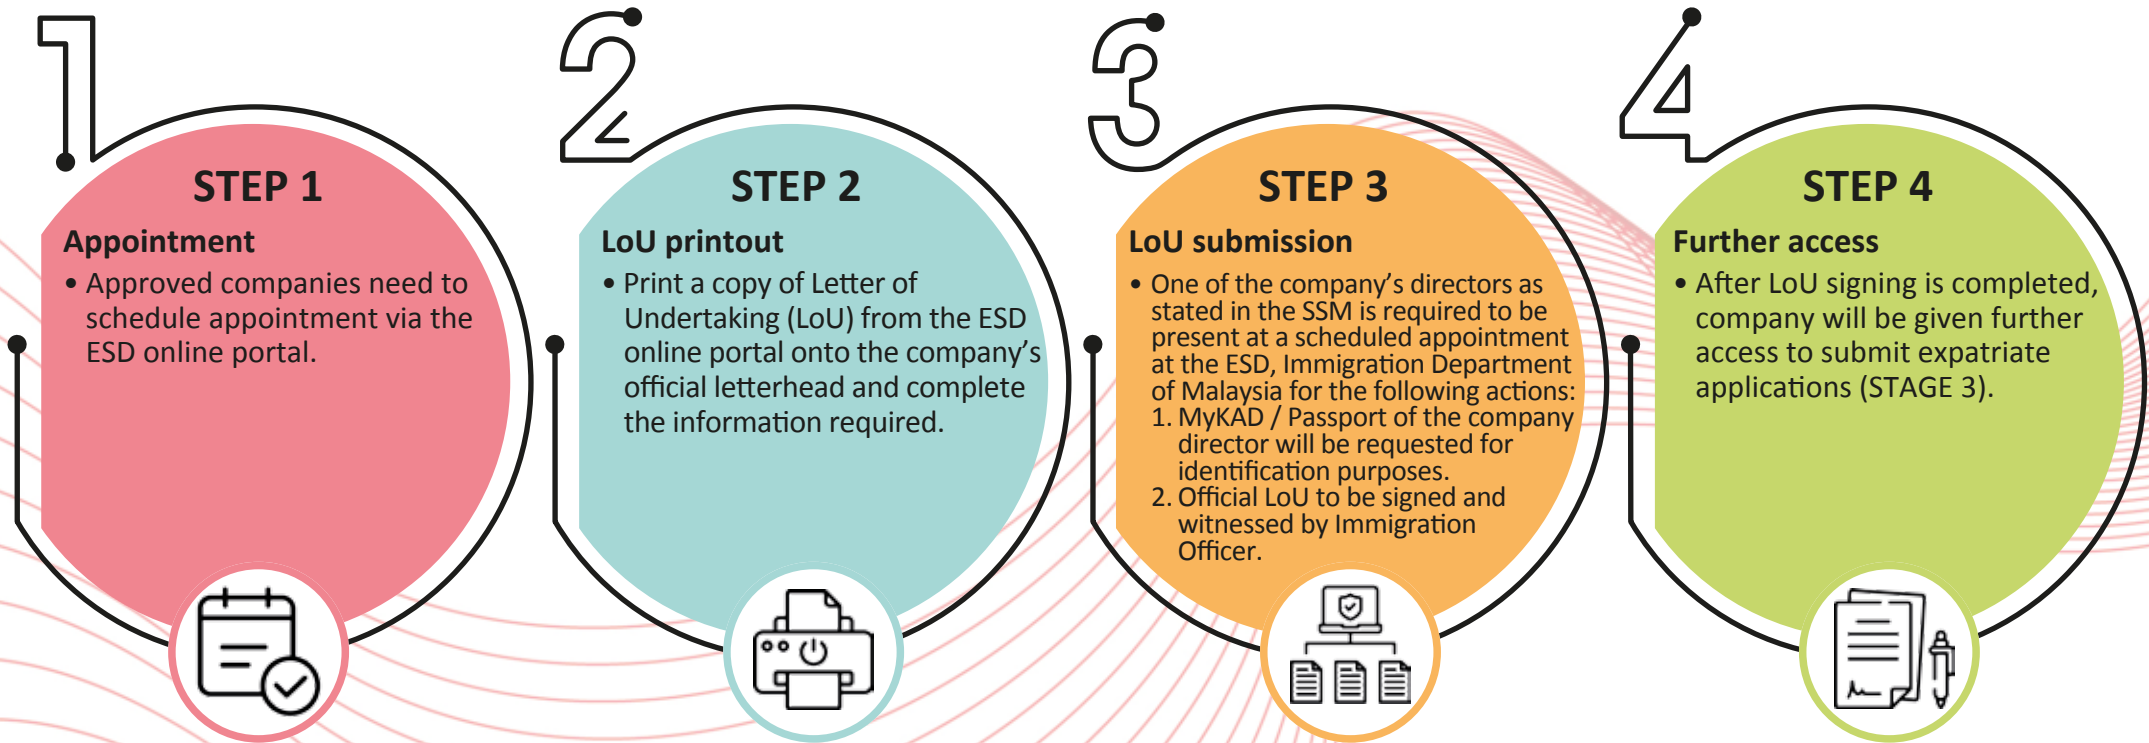 1
STEP 1
Appointment
• Approved companies need to
schedule appointment via the
ESD online portal.
2
STEP 2
LoU printout
• Print a copy of Letter of
Undertaking (LoU) from the ESD
online portal onto the company’s
official letterhead and complete
the information required.
3
STEP 3
LoU submission
• One of the company’s directors as
stated in the SSM is required to be
present at a scheduled appointment
at the ESD, Immigration Department
of Malaysia for the following actions:
1. MyKAD / Passport of the company
director will be requested for
identification purposes.
2. Official LoU to be signed and
witnessed by Immigration
Officer.
4
STEP 4
Further access
• After LoU signing is completed,
company will be given further
access to submit expatriate
applications (STAGE 3).